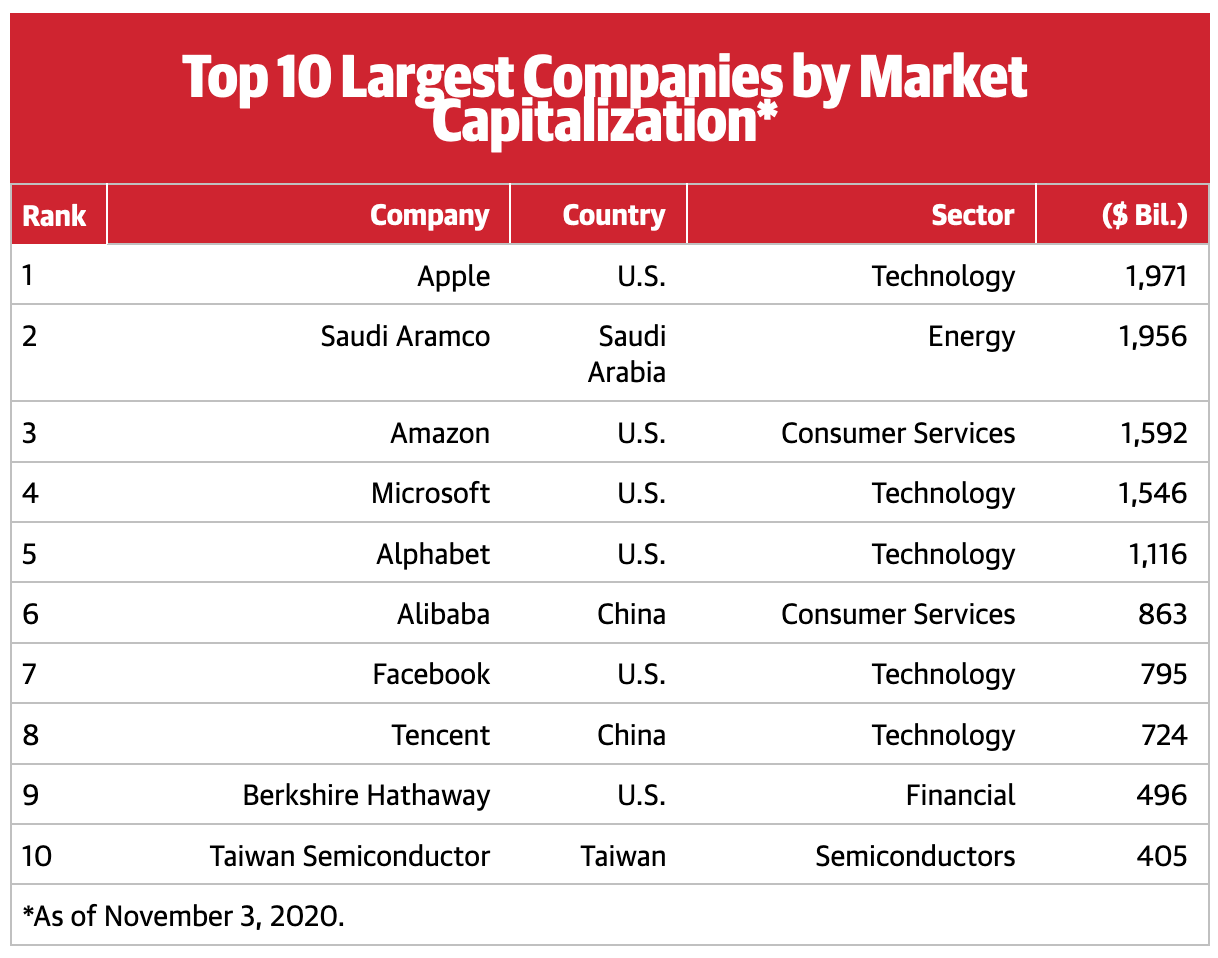 Top 10 Largest Companies by Market
Capitalization*
Rank Company Country Sector ($ Bil.)
1 Apple U.S. Technology 1,971
2 Saudi Aramco Saudi Energy 1,956
Arabia
3 Amazon U.S. Consumer Services 1,592
4 Microsoft U.S. Technology 1,546
5 Alphabet U.S. Technology 1,116
6 Alibaba China Consumer Services 863
7 Facebook U.S. Technology 795
8 Tencent China Technology 724
9 Berkshire Hathaway U.S. Financial 496
10 Taiwan Semiconductor Taiwan Semiconductors 405
*As of November 3, 2020.